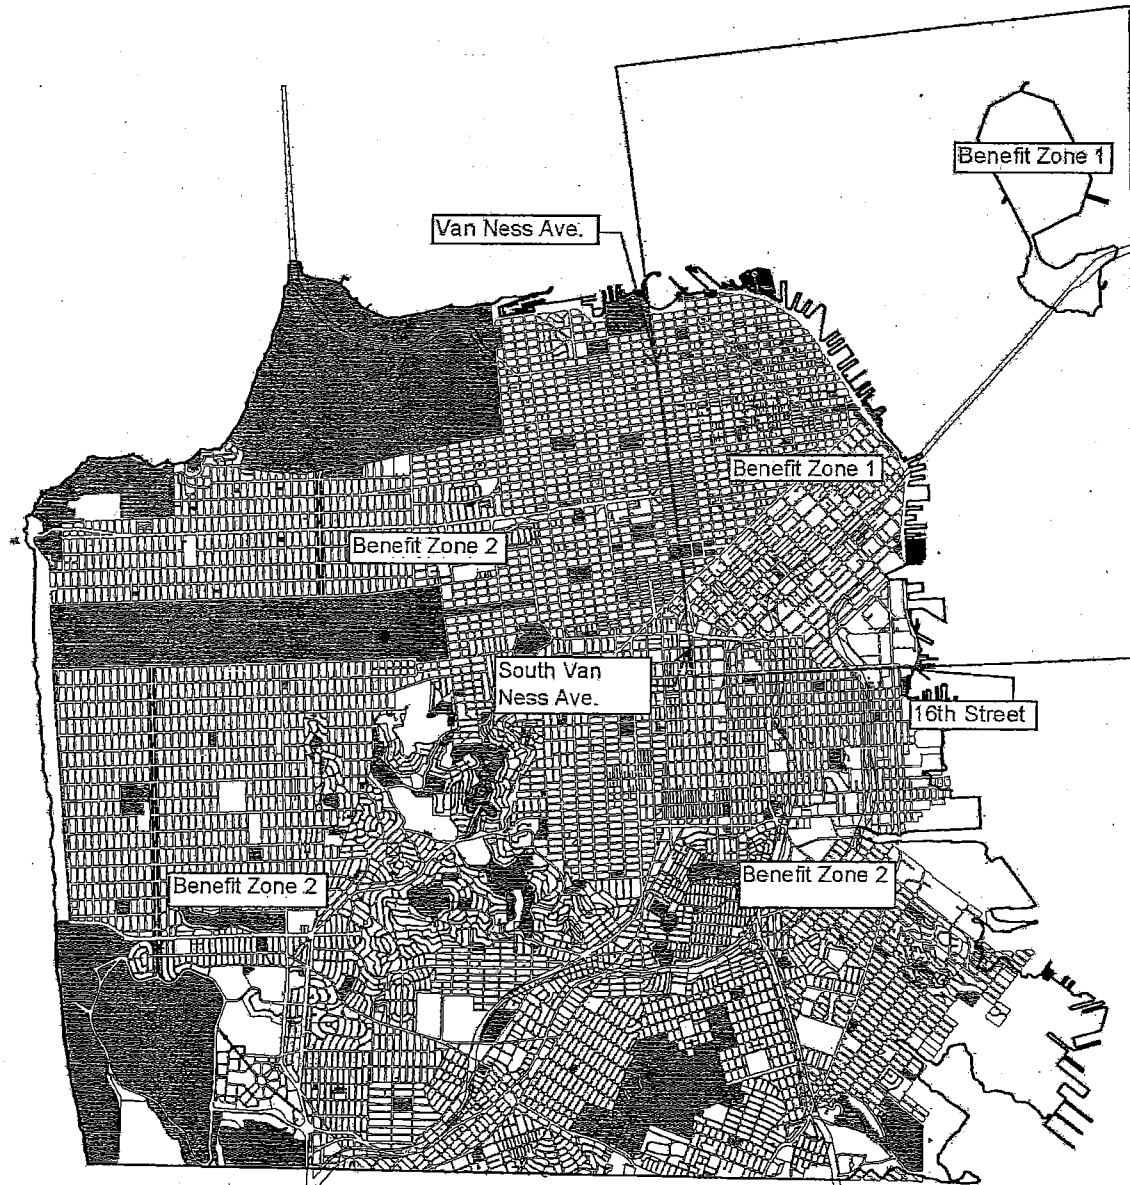 Benefit Zone 1
Van Ness Ave.
Benefit Zone 1
Benefit Zone 2
South Van
Ness Ave.
16th Street
Benefit Zone 2
Benefit Zone 2